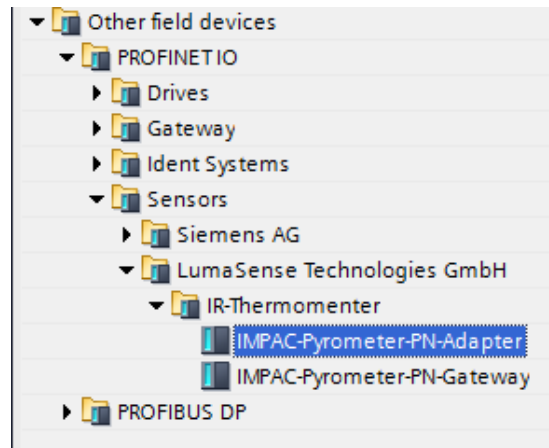 Other field devices
PROFINET IO
Drives
Gateway
Ident Systems
Sensors
Siemens AG
LumaSense Technologies GmbH
IR-Thermomenter
IMPAC-Pyrometer-PN-Adapter
IMPAC-Pyrometer-PN-Gateway
PROFIBUS DP